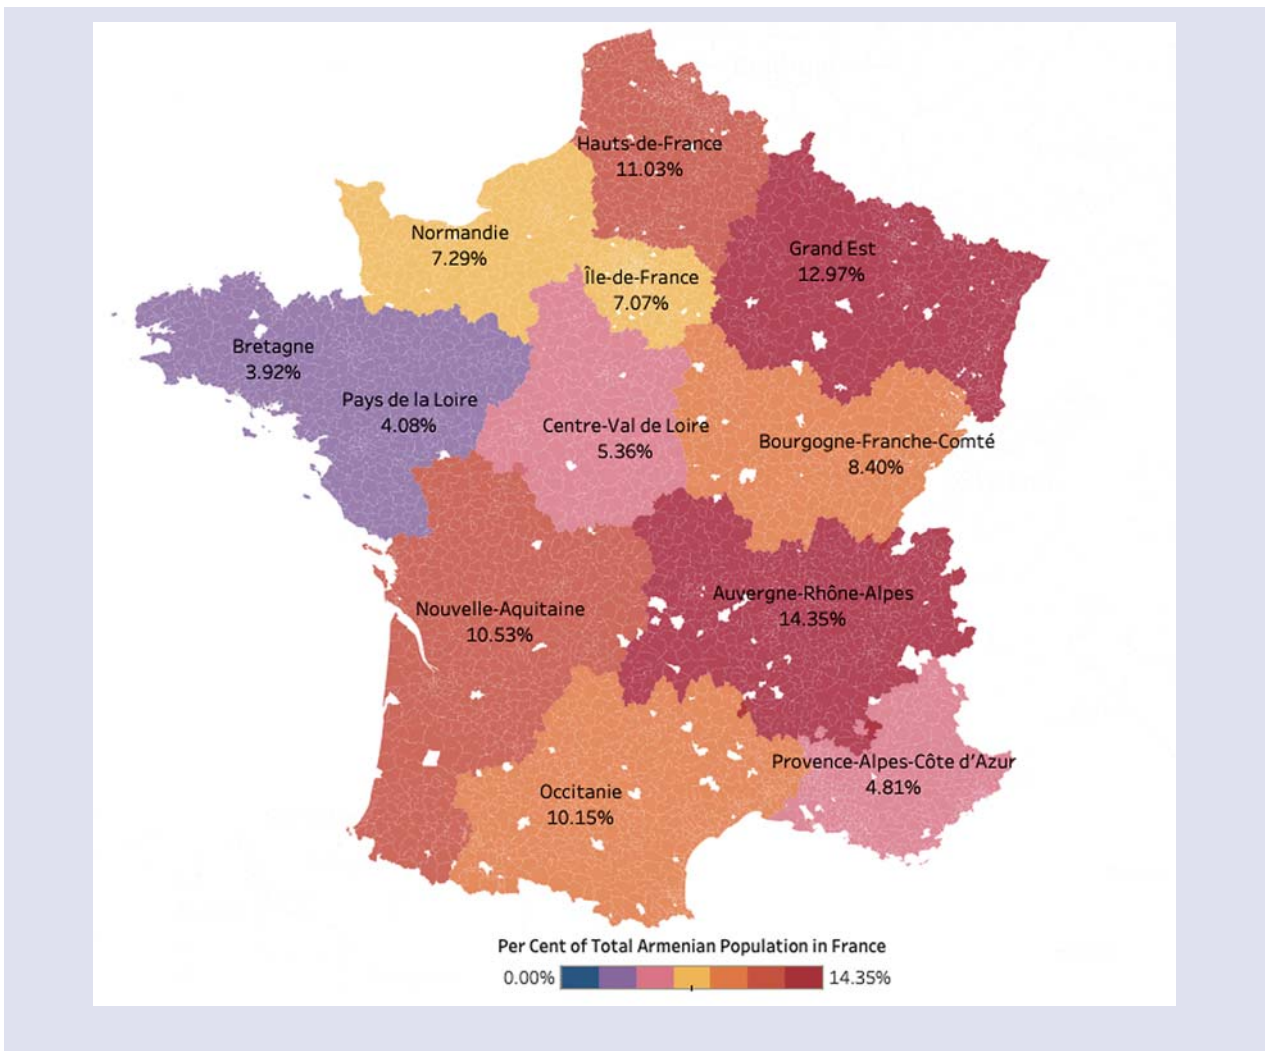 Hauts-de-France
11.03%
Normandie
7.29%
Grand Est
12.97%
Île-de-France
7.07%
Bretagne
3.92%
Pays de la Loire
4.08%
Centre-Val de Loire
5.36%
Bourgogne-Franche-Comté
8.40%
Nouvelle-Aquitaine
10.53%
Auvergne-Rhône-Alpes
14.35%
Provence-Alpes-Côte d’Azur
4.81%
Occitanie
10.15%
Per Cent of Total Armenian Population in France
0.00% 14.35%